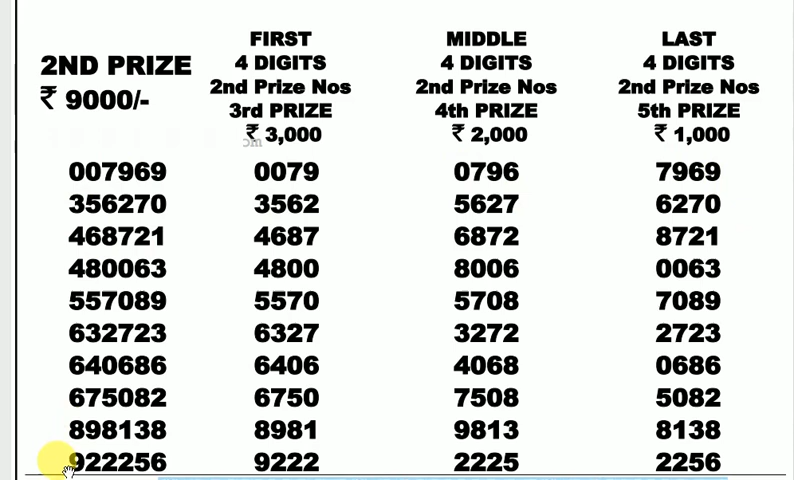 2ND PRIZE
₹ 9000/-
FIRST
4 DIGITS
2nd Prize Nos
3rd PRIZE
₹ 3,000
MIDDLE
4 DIGITS
2nd Prize Nos
4th PRIZE
₹ 2,000
LAST
4 DIGITS
2nd Prize Nos
5th PRIZE
₹ 1,000
007969 0079 0796 7969
356270 3562 5627 6270
468721 4687 6872 8721
480063 4800 8006 0063
557089 5570 5708 7089
632723 6327 3272 2723
640686 6406 4068 0686
675082 6750 7508 5082
898138 8981 9813 8138
922256 9222 2225 2256